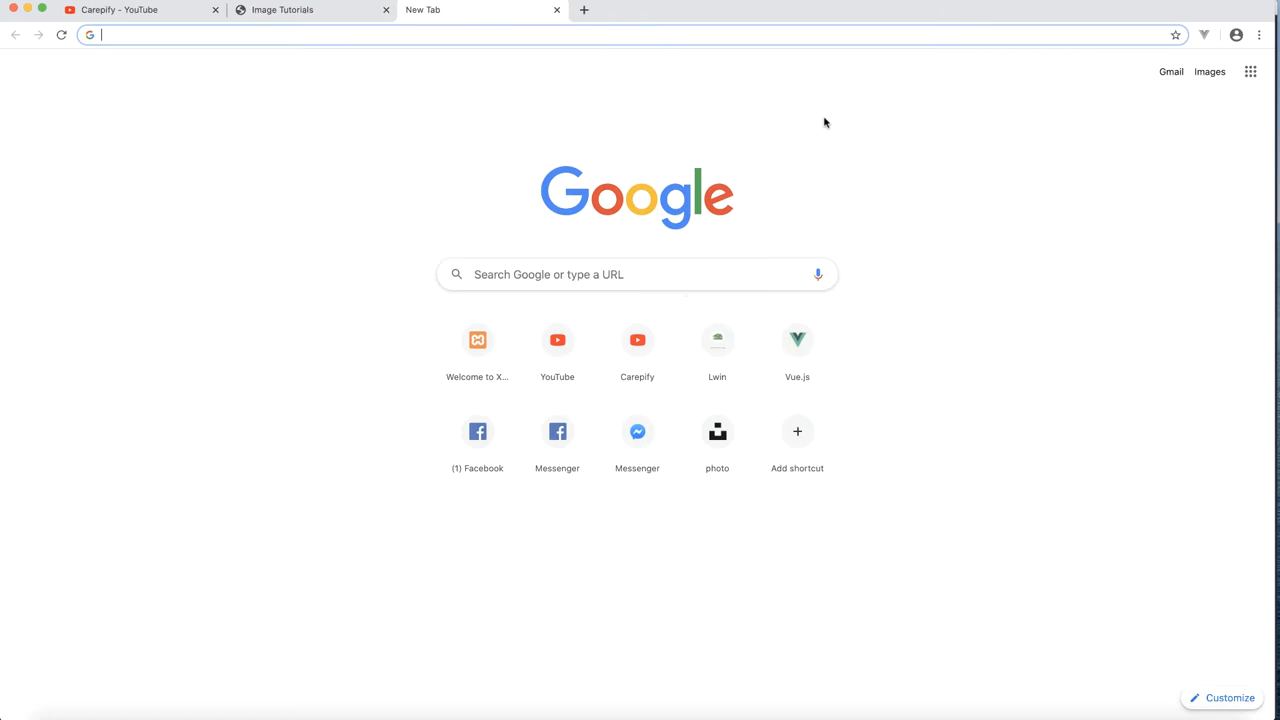 Carepify - YouTube
Image Tutorials
New Tab
Gmail
Images
Google
Search Google or type a URL
Welcome to X...
YouTube
Carepify
Lwin
Vue.js
(1) Facebook
Messenger
Messenger
photo
Add shortcut
Customize